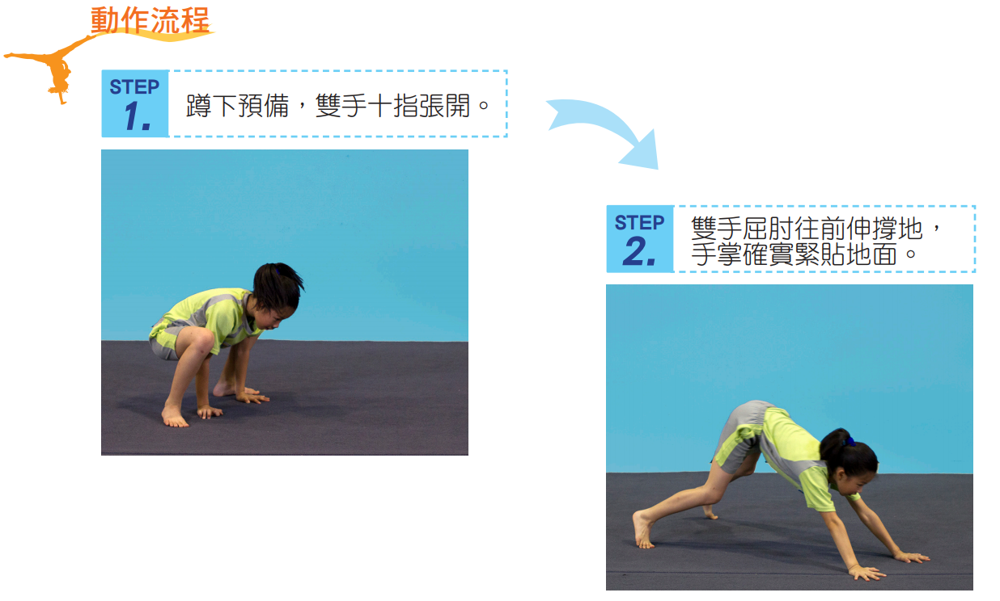 動作流程
STEP
1.
蹲下預備，雙手十指張開。
STEP
2.
雙手屈肘往前伸撐地，
手掌確實緊貼地面。